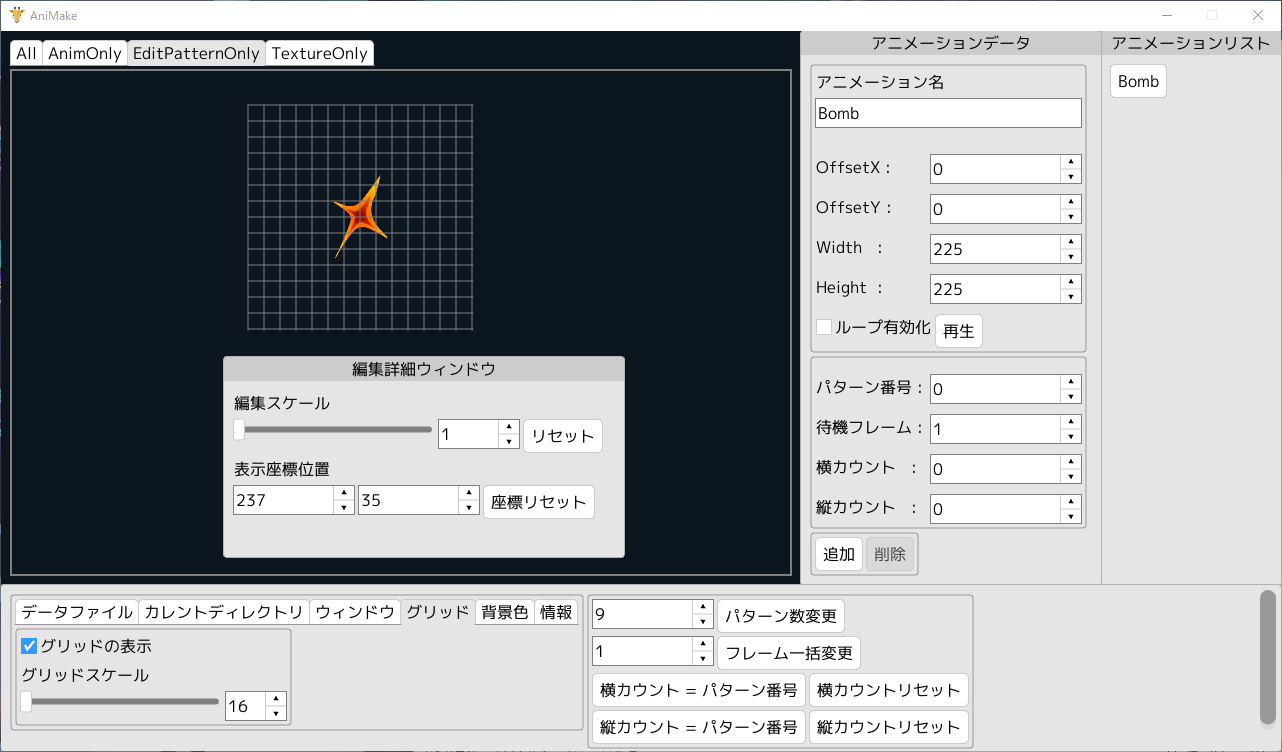 AniMake
All AnimOnly EditPatternOnly TextureOnly
編集詳細ウィンドウ
編集スケール
1 リセット
表示座標位置
237 35 座標リセット
アニメーションデータ
アニメーション名
Bomb
OffsetX : 0
OffsetY : 0
Width : 225
Height : 225
ループ有効化 再生
パターン番号 : 0
待機フレーム : 1
横カウント : 0
縦カウント : 0
追加 削除
アニメーションリスト
Bomb
データファイル カレントディレクトリ ウィンドウ グリッド 背景色 情報
グリッドの表示
グリッドスケール
16
9 パターン数変更
1 フレーム一括変更
横カウント = パターン番号 横カウントリセット
縦カウント = パターン番号 縦カウントリセット